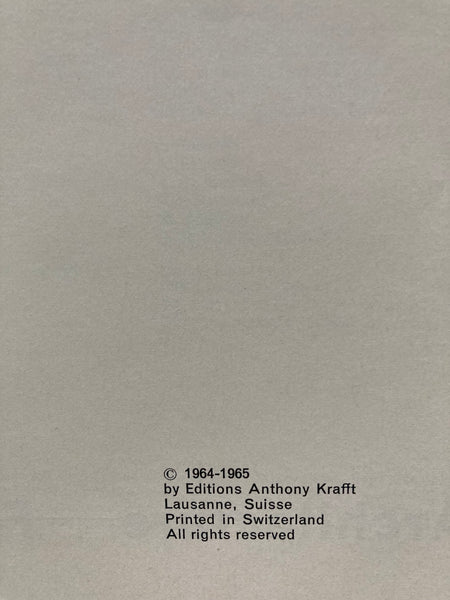 © 1964-1965
by Editions Anthony Krafft
Lausanne, Suisse
Printed in Switzerland
All rights reserved